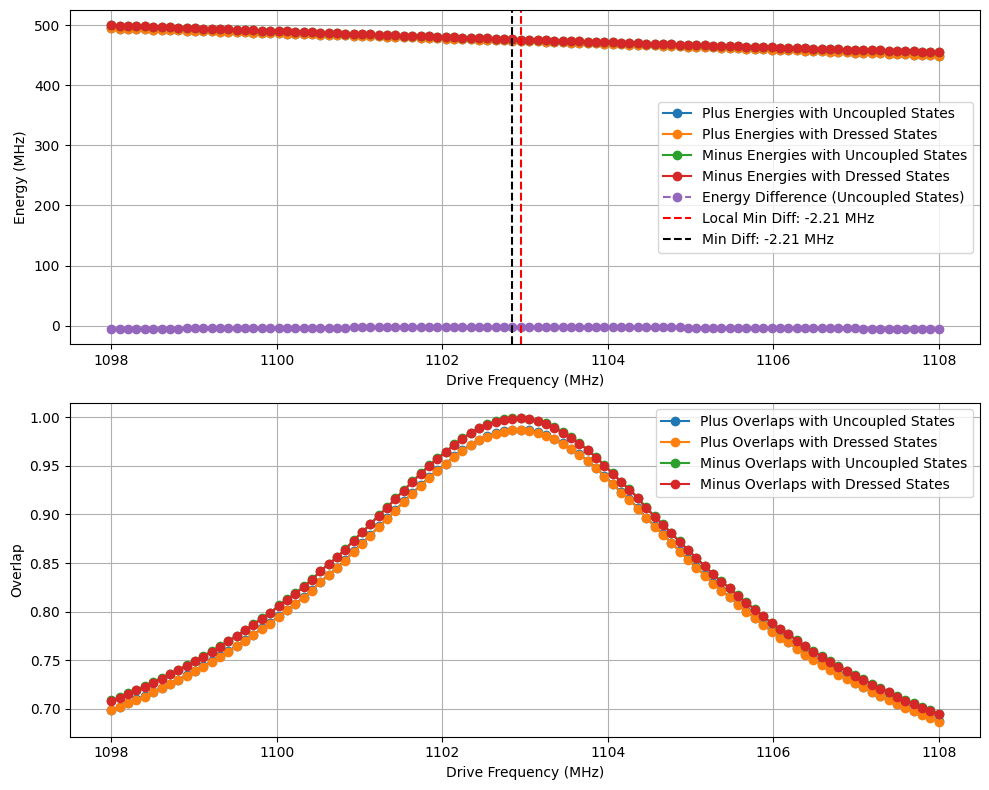 500
400
300
200
100
0
Energy (MHz)
Plus Energies with Uncoupled States
Plus Energies with Dressed States
Minus Energies with Uncoupled States
Minus Energies with Dressed States
Energy Difference (Uncoupled States)
Local Min Diff: -2.21 MHz
Min Diff: -2.21 MHz
1098 1100 1102 1104 1106 1108
Drive Frequency (MHz)
1.00
0.95
0.90
0.85
0.80
0.75
0.70
Overlap
Plus Overlaps with Uncoupled States
Plus Overlaps with Dressed States
Minus Overlaps with Uncoupled States
Minus Overlaps with Dressed States
1098 1100 1102 1104 1106 1108
Drive Frequency (MHz)